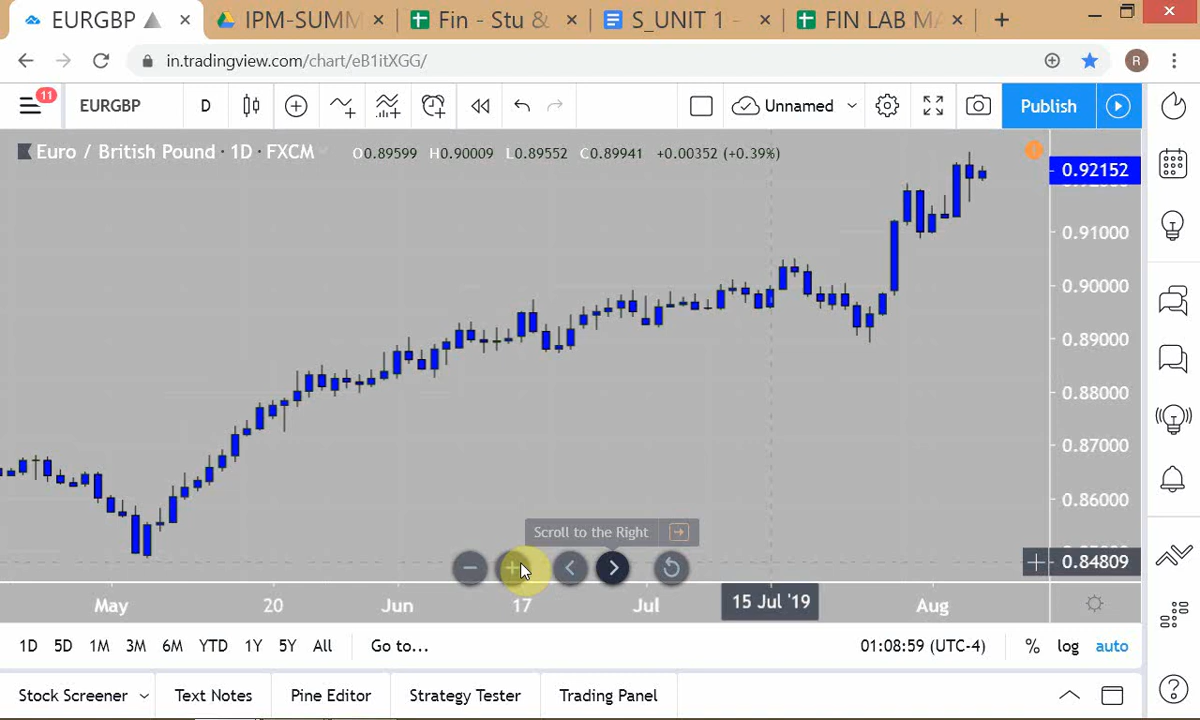 EURGBP
IPM-SUMM
Fin - Stu &
S_UNIT 1 -
FIN LAB MA
in.tradingview.com/chart/eB1itXGG/
R
11
EURGBP
D
Unnamed
Publish
Euro / British Pound · 1D · FXCM
O0.89599 H0.90009 L0.89552 C0.89941 +0.00352 (+0.39%)
0.92152
0.91000
0.90000
0.89000
0.88000
0.87000
0.86000
0.84809
Scroll to the Right
May 20 Jun 17 Jul 15 Jul '19 Aug
1D 5D 1M 3M 6M YTD 1Y 5Y All Go to... 01:08:59 (UTC-4) % log auto
Stock Screener Text Notes Pine Editor Strategy Tester Trading Panel